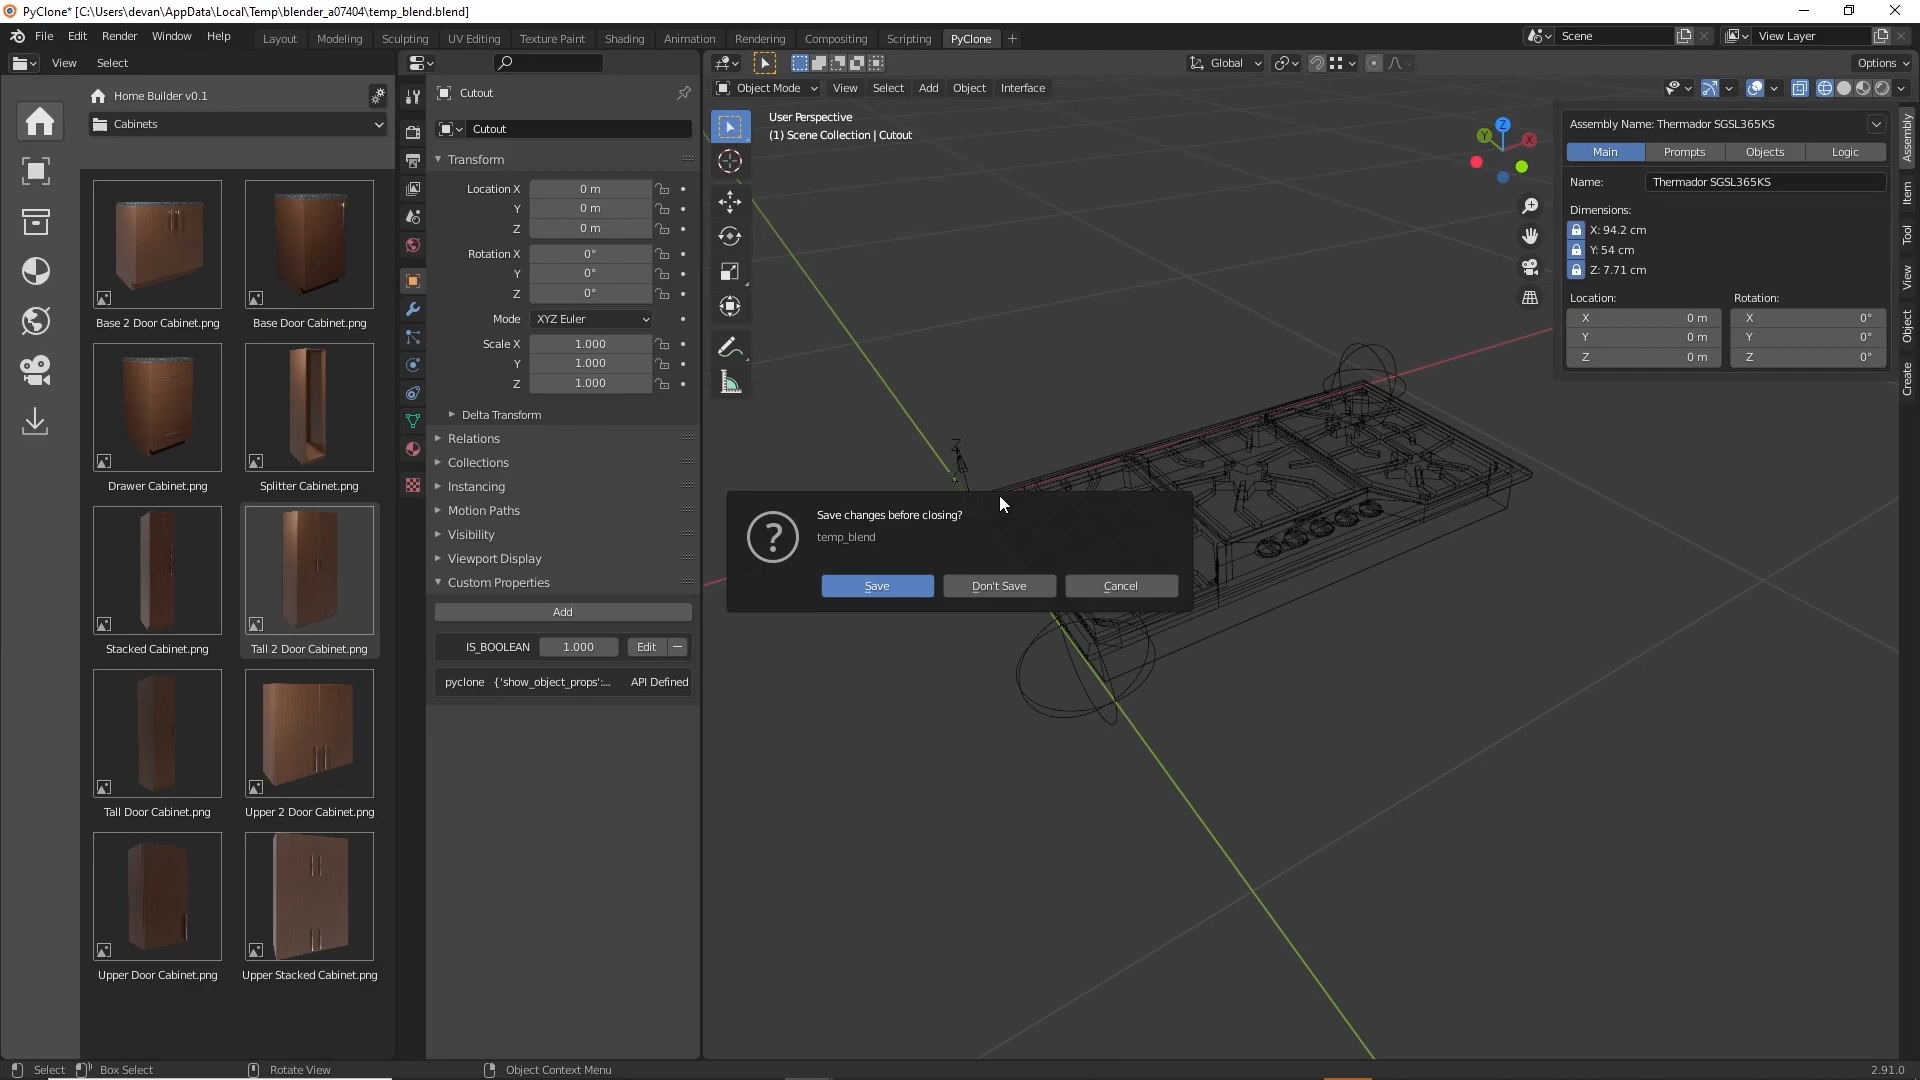 PyClone* [C:\Users\devan\AppData\Local\Temp\blender_a07404\temp_blend.blend]
File Edit Render Window Help
Layout Modeling Sculpting UV Editing Texture Paint Shading Animation Rendering Compositing Scripting PyClone
Scene
View Layer
View Select
Home Builder v0.1
Cabinets
Base 2 Door Cabinet.png
Base Door Cabinet.png
Drawer Cabinet.png
Splitter Cabinet.png
Stacked Cabinet.png
Tall 2 Door Cabinet.png
Tall Door Cabinet.png
Upper 2 Door Cabinet.png
Upper Door Cabinet.png
Upper Stacked Cabinet.png
Cutout
Cutout
Transform
Location X 0 m
Y 0 m
Z 0 m
Rotation X 0°
Y 0°
Z 0°
Mode XYZ Euler
Scale X 1.000
Y 1.000
Z 1.000
Delta Transform
Relations
Collections
Instancing
Motion Paths
Visibility
Viewport Display
Custom Properties
Add
IS_BOOLEAN 1.000 Edit
pyclone {'show_object_props':... API Defined
Global
Options
Object Mode View Select Add Object Interface
User Perspective
(1) Scene Collection | Cutout
Z
Y
X
Z
Save changes before closing?
temp_blend
Save Don't Save Cancel
Assembly Name: Thermador SGSL365KS
Main Prompts Objects Logic
Name: Thermador SGSL365KS
Dimensions:
X: 94.2 cm
Y: 54 cm
Z: 7.71 cm
Location: Rotation:
X 0 m X 0°
Y 0 m Y 0°
Z 0 m Z 0°
Assembly
Item
Tool
View
Object
Create
Select Box Select Rotate View Object Context Menu
2.91.0